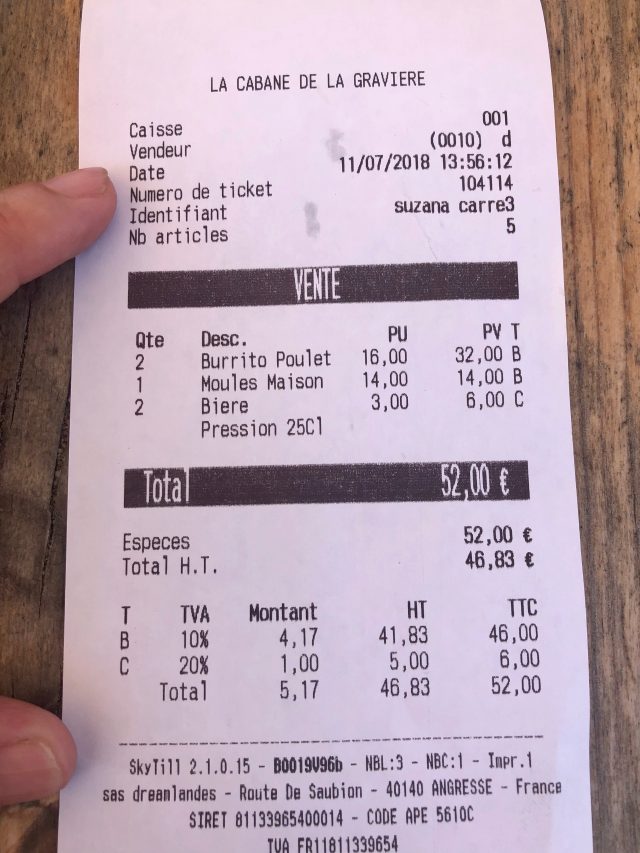 LA CABANE DE LA GRAVIERE
Caisse 001
Vendeur (0010) d
Date 11/07/2018 13:56:12
Numero de ticket 104114
Identifiant suzana carre3
Nb articles 5
VENTE
Qte Desc. PU PV T
2 Burrito Poulet 16,00 32,00 B
1 Moules Maison 14,00 14,00 B
2 Biere 3,00 6,00 C
Pression 25Cl
Total 52,00 €
Especes 52,00 €
Total H.T. 46,83 €
T TVA Montant HT TTC
B 10% 4,17 41,83 46,00
C 20% 1,00 5,00 6,00
Total 5,17 46,83 52,00
SkyTill 2.1.0.15 - B0019V96b - NBL:3 - NBC:1 - Impr.1
sas dreamlandes - Route De Saubion - 40140 ANGRESSE - France
SIRET 81133965400014 - CODE APE 5610C
TVA FR11811339654